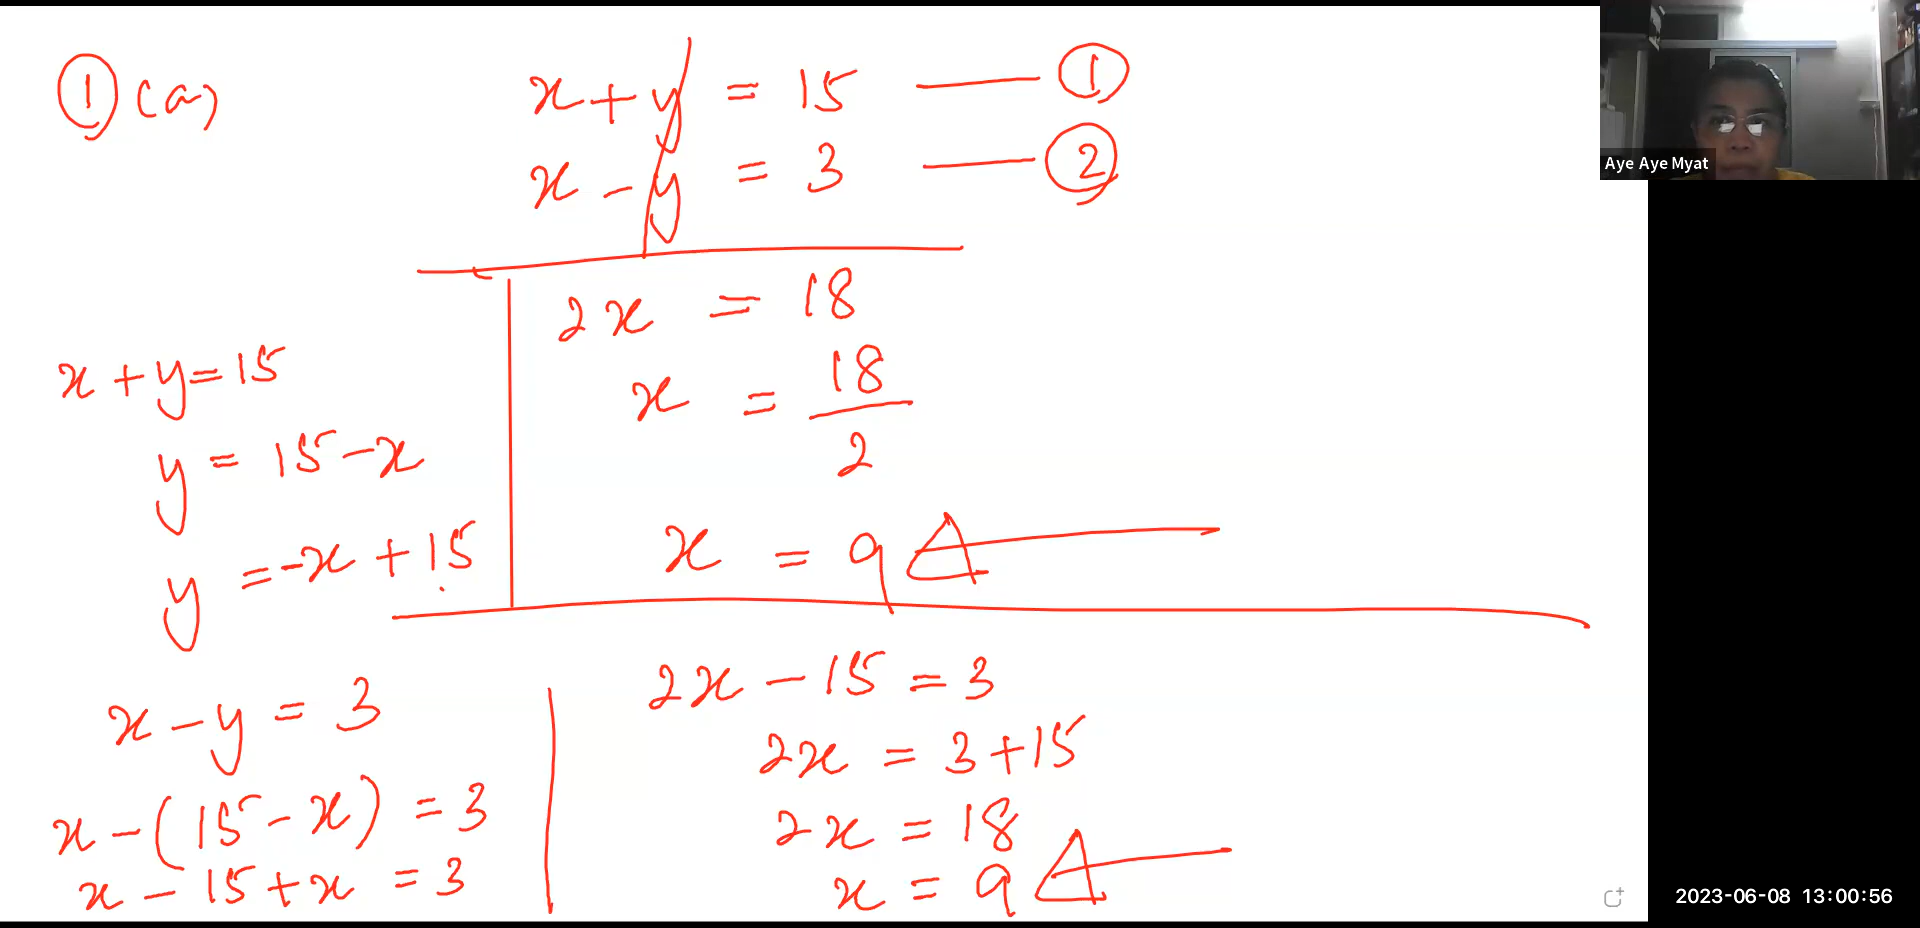 ① (a)
x + y = 15 —— ①
x - y = 3 —— ②
2x = 18
x = 18/2
x = 9
x + y = 15
y = 15 - x
y = -x + 15
x - y = 3
x - (15 - x) = 3
x - 15 + x = 3
2x - 15 = 3
2x = 3 + 15
2x = 18
x = 9
Aye Aye Myat
2023-06-08 13:00:56